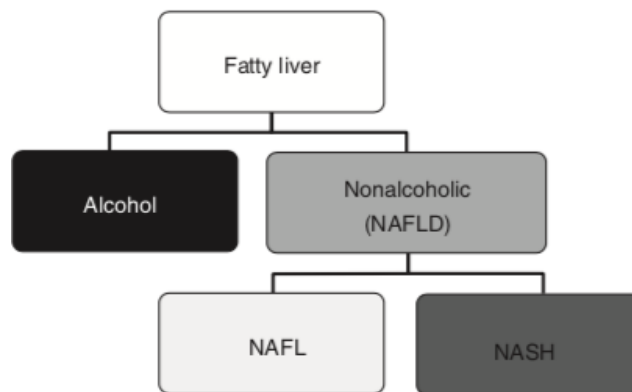 Fatty liver
Alcohol
Nonalcoholic
(NAFLD)
NAFL
NASH